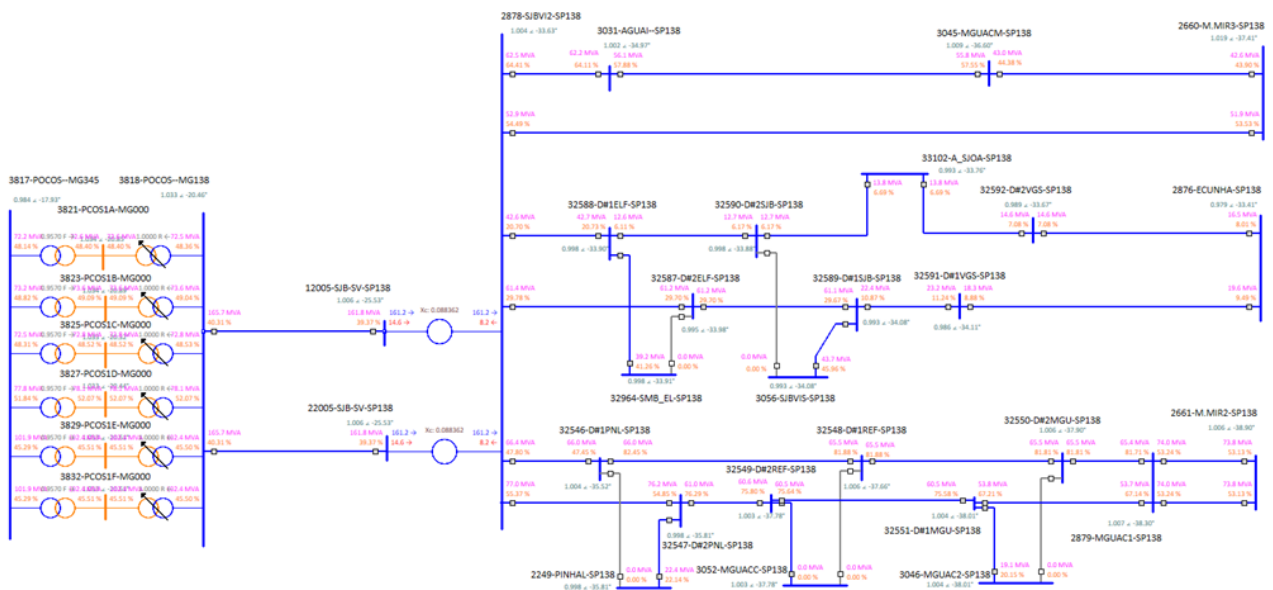 2878-SJBVI2-SP138
1.004 ∠ -33.63°
3031-AGUAI--SP138
1.002 ∠ -34.97°
3045-MGUACM-SP138
1.009 ∠ -36.60°
2660-M.MIR3-SP138
1.019 ∠ -37.41°
62.5 MVA
64.41 %
62.2 MVA
64.11 %
56.1 MVA
57.88 %
55.8 MVA
57.55 %
43.0 MVA
44.38 %
42.6 MVA
43.90 %
52.9 MVA
54.49 %
51.9 MVA
53.53 %
33102-A_SJOA-SP138
0.993 ∠ -33.76°
13.8 MVA
6.69 %
13.8 MVA
6.69 %
32592-D#2VGS-SP138
0.989 ∠ -33.67°
14.6 MVA
7.08 %
14.6 MVA
7.08 %
2876-ECUNHA-SP138
0.979 ∠ -33.41°
16.5 MVA
8.01 %
3817-POCOS--MG345
0.984 ∠ -17.93°
3818-POCOS--MG138
1.033 ∠ -20.46°
3821-PCOS1A-MG000
72.2 MVA
48.14 %
48.40 %
48.40 %
72.5 MVA
48.36 %
3823-PCOS1B-MG000
73.2 MVA
48.82 %
49.09 %
49.09 %
73.6 MVA
49.04 %
3825-PCOS1C-MG000
72.5 MVA
48.31 %
48.52 %
48.52 %
72.8 MVA
48.53 %
3827-PCOS1D-MG000
77.8 MVA
51.84 %
52.07 %
52.07 %
52.07 %
3829-PCOS1E-MG000
101.9 MVA
45.29 %
45.51 %
45.51 %
45.50 %
3832-PCOS1F-MG000
101.9 MVA
45.29 %
45.51 %
45.51 %
45.50 %
32588-D#1ELF-SP138
32590-D#2SJB-SP138
42.6 MVA
20.70 %
42.7 MVA
20.73 %
12.6 MVA
6.11 %
12.7 MVA
6.17 %
12.7 MVA
6.17 %
0.998 ∠ -33.90°
0.998 ∠ -33.88°
32587-D#2ELF-SP138
32589-D#1SJB-SP138
32591-D#1VGS-SP138
12005-SJB-SV-SP138
1.006 ∠ -25.53°
165.7 MVA
40.31 %
161.8 MVA
39.37 %
161.2 →
14.6 →
Xc: 0.088362
161.2 →
8.2 ←
61.4 MVA
29.78 %
61.2 MVA
29.70 %
61.2 MVA
29.70 %
61.1 MVA
29.67 %
22.4 MVA
10.87 %
23.2 MVA
11.24 %
18.3 MVA
8.88 %
19.6 MVA
9.49 %
0.995 ∠ -33.98°
0.993 ∠ -34.08°
0.986 ∠ -34.11°
39.2 MVA
41.20 %
0.0 MVA
0.00 %
0.0 MVA
0.00 %
43.7 MVA
45.96 %
0.998 ∠ -33.91°
0.993 ∠ -34.08°
32964-SMB_EL-SP138
3056-SJBVIS-SP138
22005-SJB-SV-SP138
1.006 ∠ -25.53°
165.7 MVA
40.31 %
161.8 MVA
39.37 %
161.2 →
14.6 →
Xc: 0.088362
161.2 →
8.2 ←
32546-D#1PNL-SP138
32548-D#1REF-SP138
32550-D#2MGU-SP138
1.006 ∠ -37.90°
2661-M.MIR2-SP138
1.006 ∠ -38.90°
66.4 MVA
47.80 %
66.0 MVA
47.45 %
66.0 MVA
82.45 %
65.5 MVA
81.88 %
65.5 MVA
81.88 %
65.5 MVA
81.81 %
65.5 MVA
81.81 %
65.4 MVA
81.71 %
74.0 MVA
53.24 %
73.8 MVA
53.13 %
1.004 ∠ -35.52°
32549-D#2REF-SP138
1.006 ∠ -37.66°
77.0 MVA
55.37 %
76.2 MVA
54.85 %
61.0 MVA
76.29 %
60.6 MVA
75.80 %
60.5 MVA
75.64 %
60.5 MVA
75.58 %
53.8 MVA
67.21 %
53.7 MVA
67.14 %
74.0 MVA
53.24 %
73.8 MVA
53.13 %
0.998 ∠ -35.81°
1.003 ∠ -37.78°
1.004 ∠ -38.01°
1.007 ∠ -38.30°
32547-D#2PNL-SP138
32551-D#1MGU-SP138
2879-MGUAC1-SP138
2249-PINHAL-SP138
0.998 ∠ -35.81°
0.0 MVA
0.00 %
22.4 MVA
22.14 %
3052-MGUACC-SP138
1.003 ∠ -37.78°
0.0 MVA
0.00 %
0.0 MVA
0.00 %
3046-MGUAC2-SP138
1.004 ∠ -38.01°
19.1 MVA
20.15 %
0.0 MVA
0.00 %